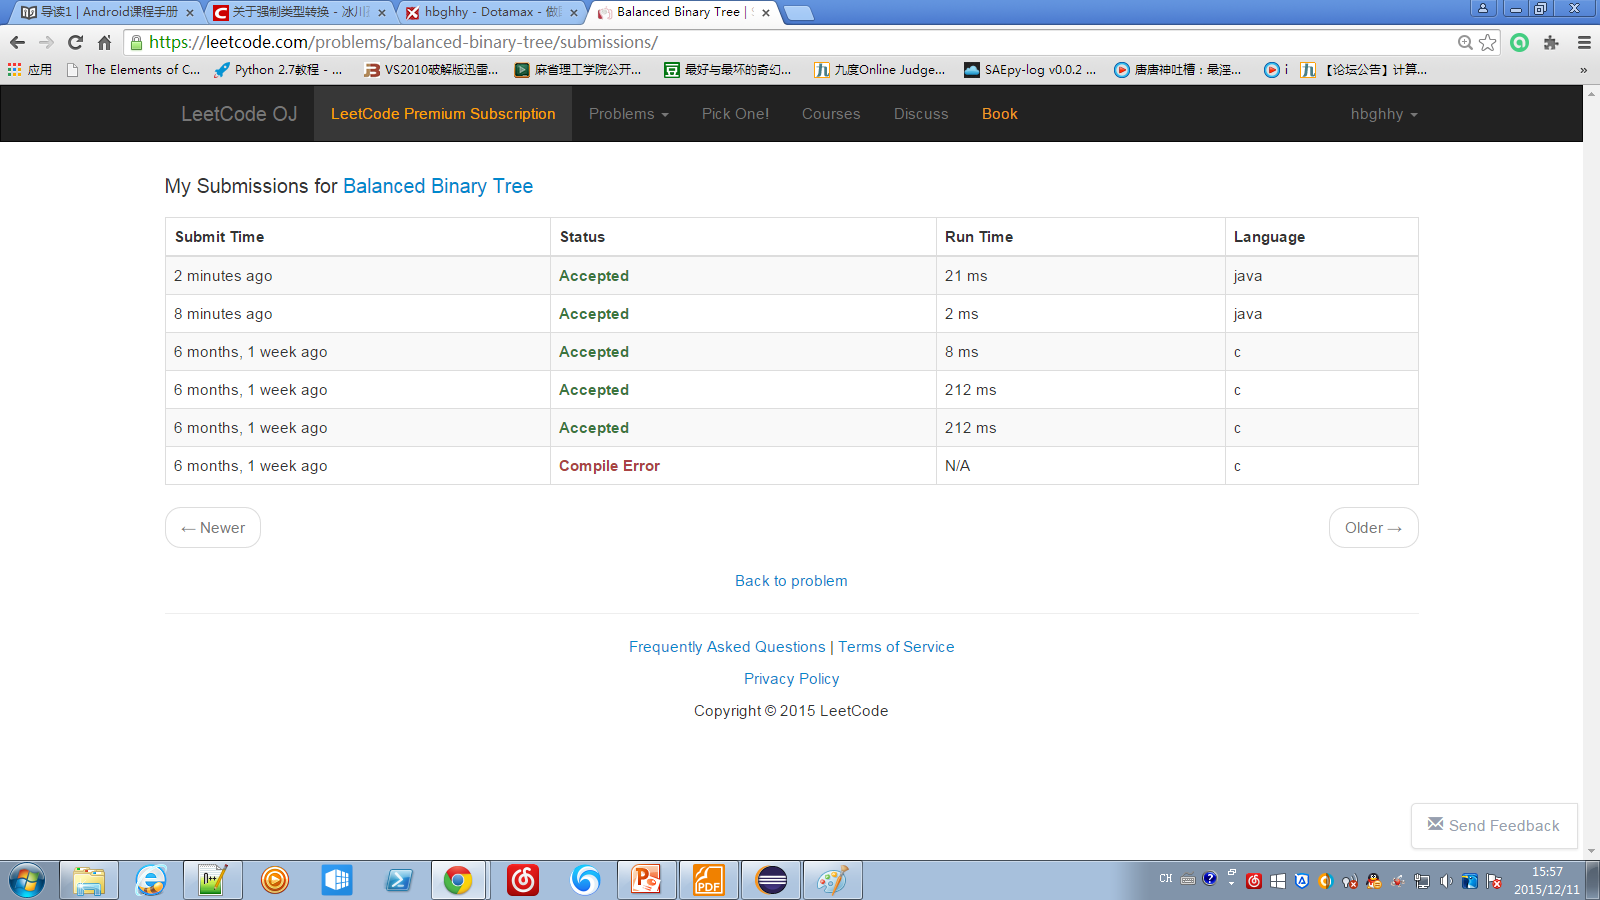 导读1 | Android课程手册
关于强制类型转换 - 冰川
hbghhy - Dotamax - 做
Balanced Binary Tree |
https://leetcode.com/problems/balanced-binary-tree/submissions/
应用 The Elements of C... Python 2.7教程 - ... VS2010破解版迅雷... 麻省理工学院公开... 最好与最坏的奇幻... 九度Online Judge... SAEpy-log v0.0.2 ... 唐唐神吐槽：最淫... i 【论坛公告】计算... »
LeetCode OJ LeetCode Premium Subscription Problems Pick One! Courses Discuss Book hbghhy
My Submissions for Balanced Binary Tree
Submit Time Status Run Time Language
2 minutes ago Accepted 21 ms java
8 minutes ago Accepted 2 ms java
6 months, 1 week ago Accepted 8 ms c
6 months, 1 week ago Accepted 212 ms c
6 months, 1 week ago Accepted 212 ms c
6 months, 1 week ago Compile Error N/A c
← Newer Older →
Back to problem
Frequently Asked Questions | Terms of Service
Privacy Policy
Copyright © 2015 LeetCode
Send Feedback
CH 15:57
2015/12/11